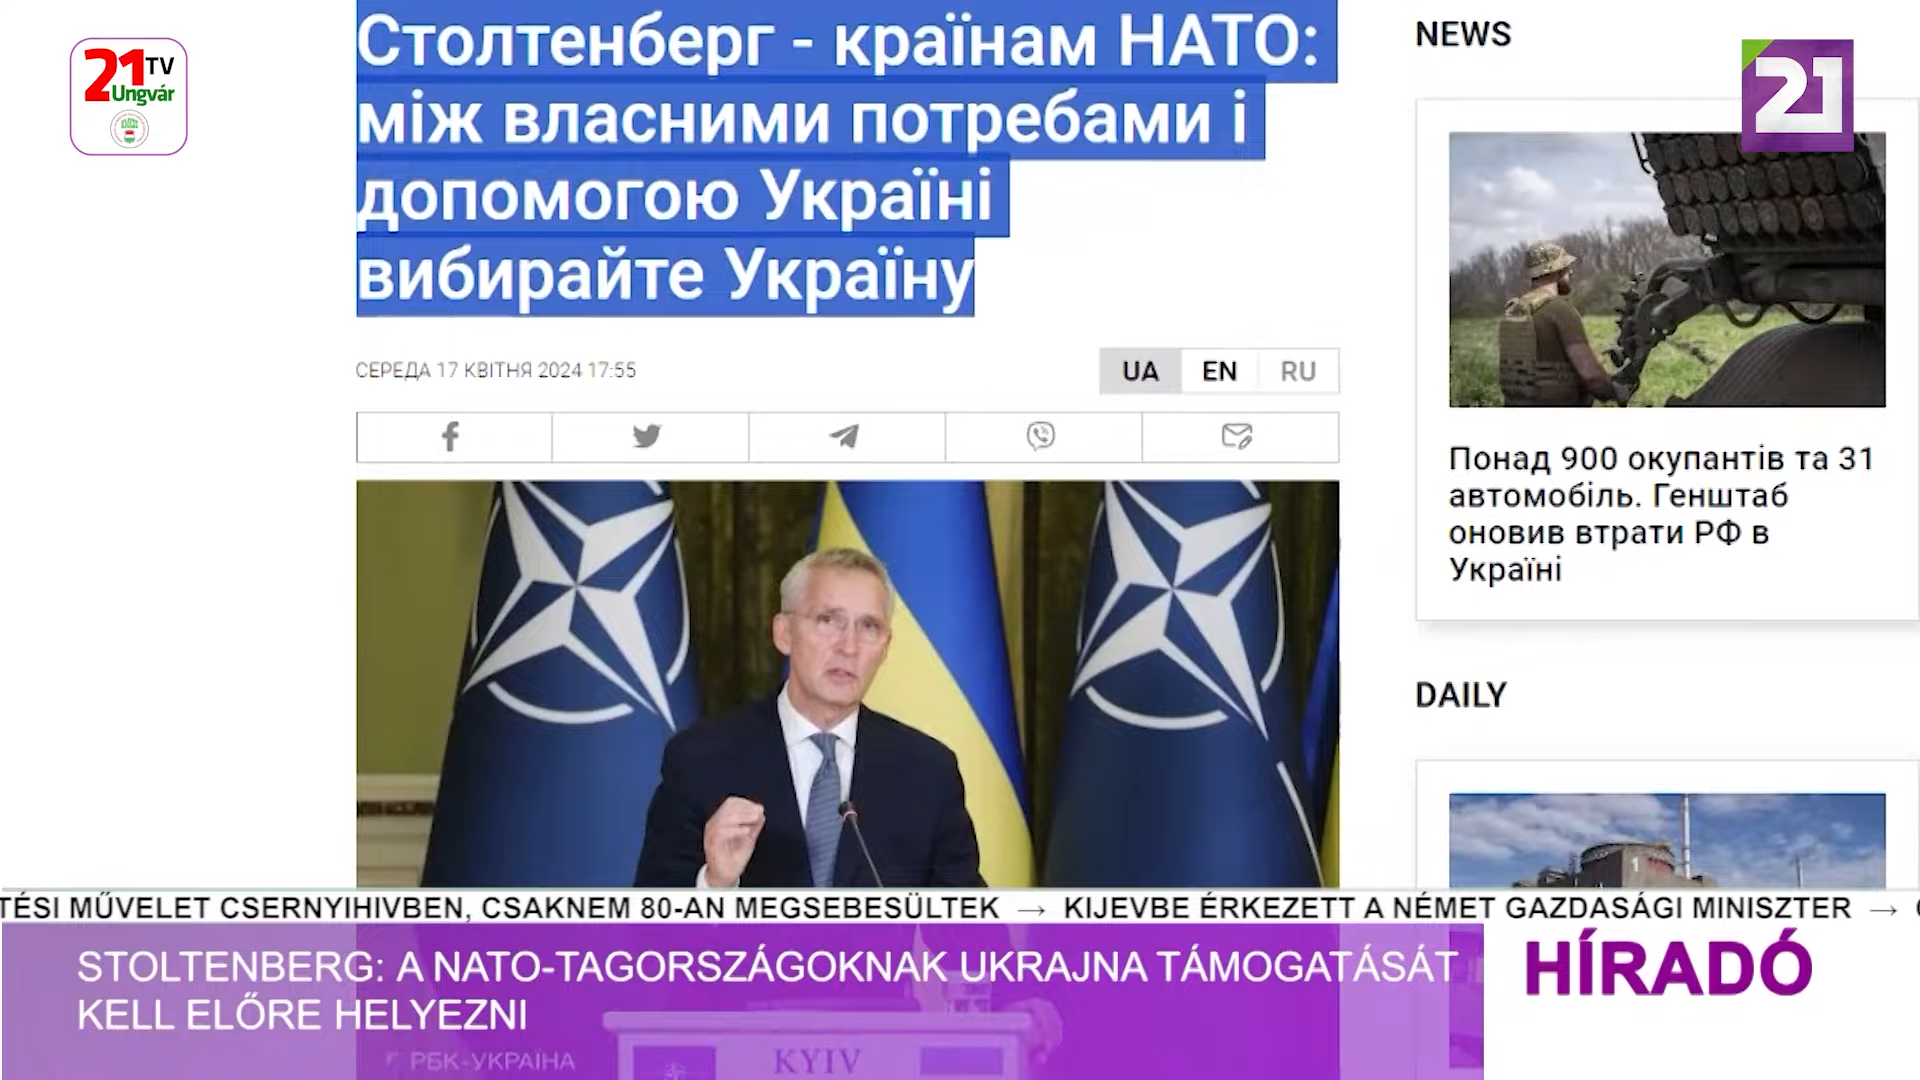 21 TV
Ungvár
Столтенберг - країнам НАТО:
між власними потребами і
допомогою Україні
вибирайте Україну
СЕРЕДА 17 КВІТНЯ 2024 17:55
UA EN RU
NEWS
21
Понад 900 окупантів та 31
автомобіль. Генштаб
оновив втрати РФ в
Україні
DAILY
1
TÉSI MŰVELET CSERNYIHIVBEN, CSAKNEM 80-AN MEGSEBESÜLTEK → KIJEVBE ÉRKEZETT A NÉMET GAZDASÁGI MINISZTER →
STOLTENBERG: A NATO-TAGORSZÁGOKNAK UKRAJNA TÁMOGATÁSÁT
KELL ELŐRE HELYEZNI
HÍRADÓ
РБК-УКРАЇНА
KYIV